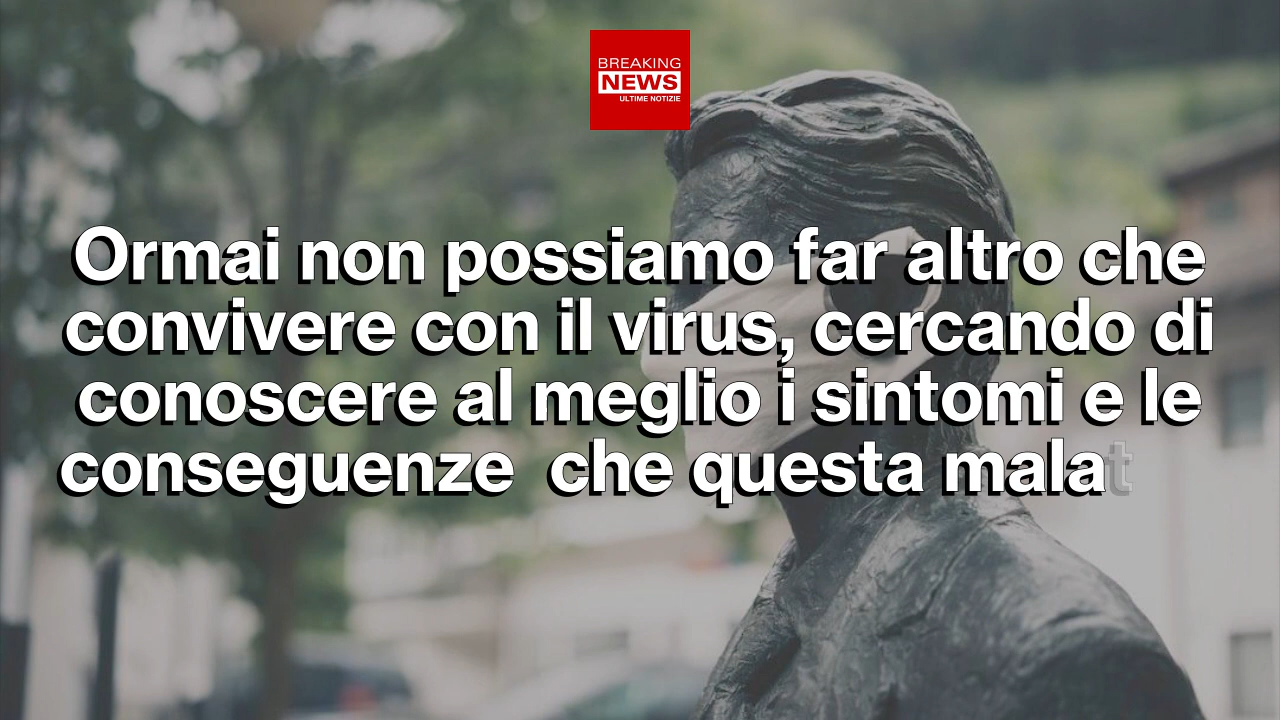 BREAKING
NEWS
ULTIME NOTIZIE
Ormai non possiamo far altro che
convivere con il virus, cercando di
conoscere al meglio i sintomi e le
conseguenze  che questa malat